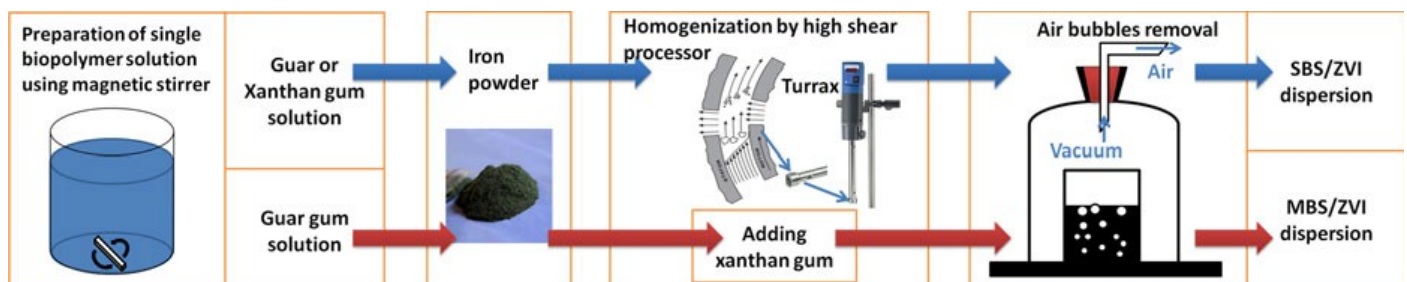 Preparation of single
biopolymer solution
using magnetic stirrer
Guar or
Xanthan gum
solution
Guar gum
solution
Iron
powder
Homogenization by high shear
processor
Turrax
Adding
xanthan gum
Air bubbles removal
Air
Vacuum
SBS/ZVI
dispersion
MBS/ZVI
dispersion